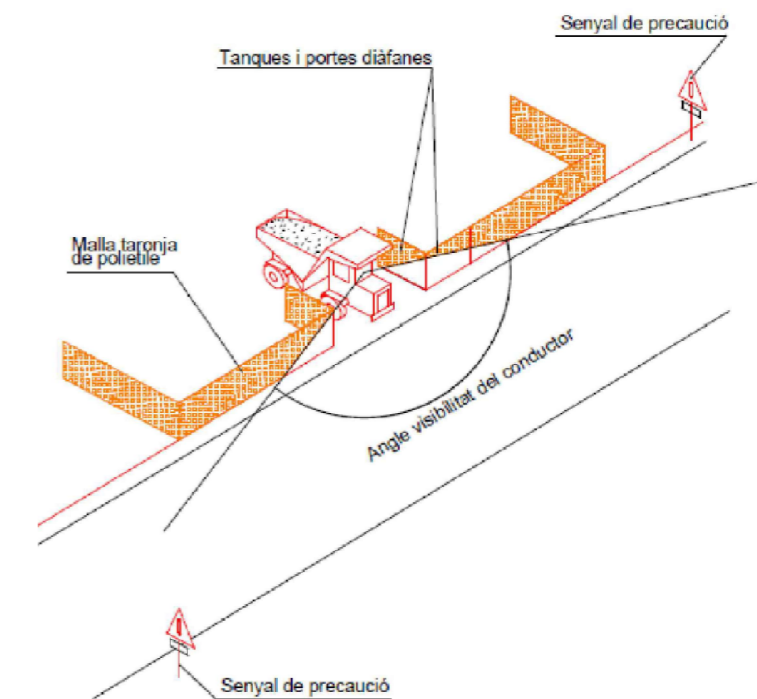 Senyal de precaució
Tanques i portes diàfanes
Malla taronja
de polietilè
Angle visibilitat del conductor
Senyal de precaució